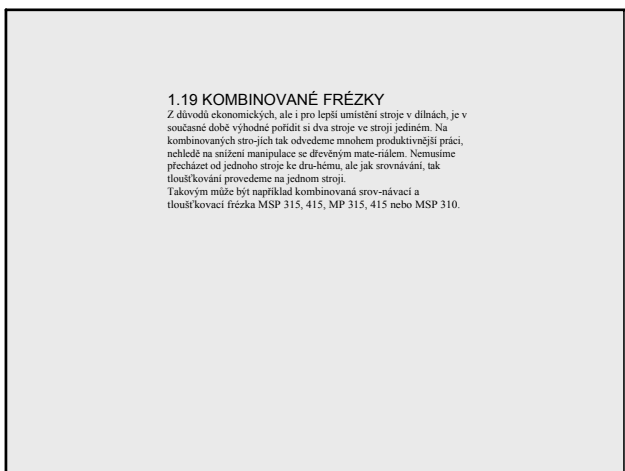 1.19 KOMBINOVANÉ FRÉZKY
Z důvodů ekonomických, ale i pro lepší umístění stroje v dílnách, je v
současné době výhodné pořídit si dva stroje ve stroji jediném. Na
kombinovaných stro-jích tak odvedeme mnohem produktivnější práci,
nehledě na snížení manipulace se dřevěným mate-riálem. Nemusíme
přecházet od jednoho stroje ke dru-hému, ale jak srovnávání, tak
tloušťkování provedeme na jednom stroji.
Takovým může být například kombinovaná srov-návací a
tloušťkovací frézka MSP 315, 415, MP 315, 415 nebo MSP 310.